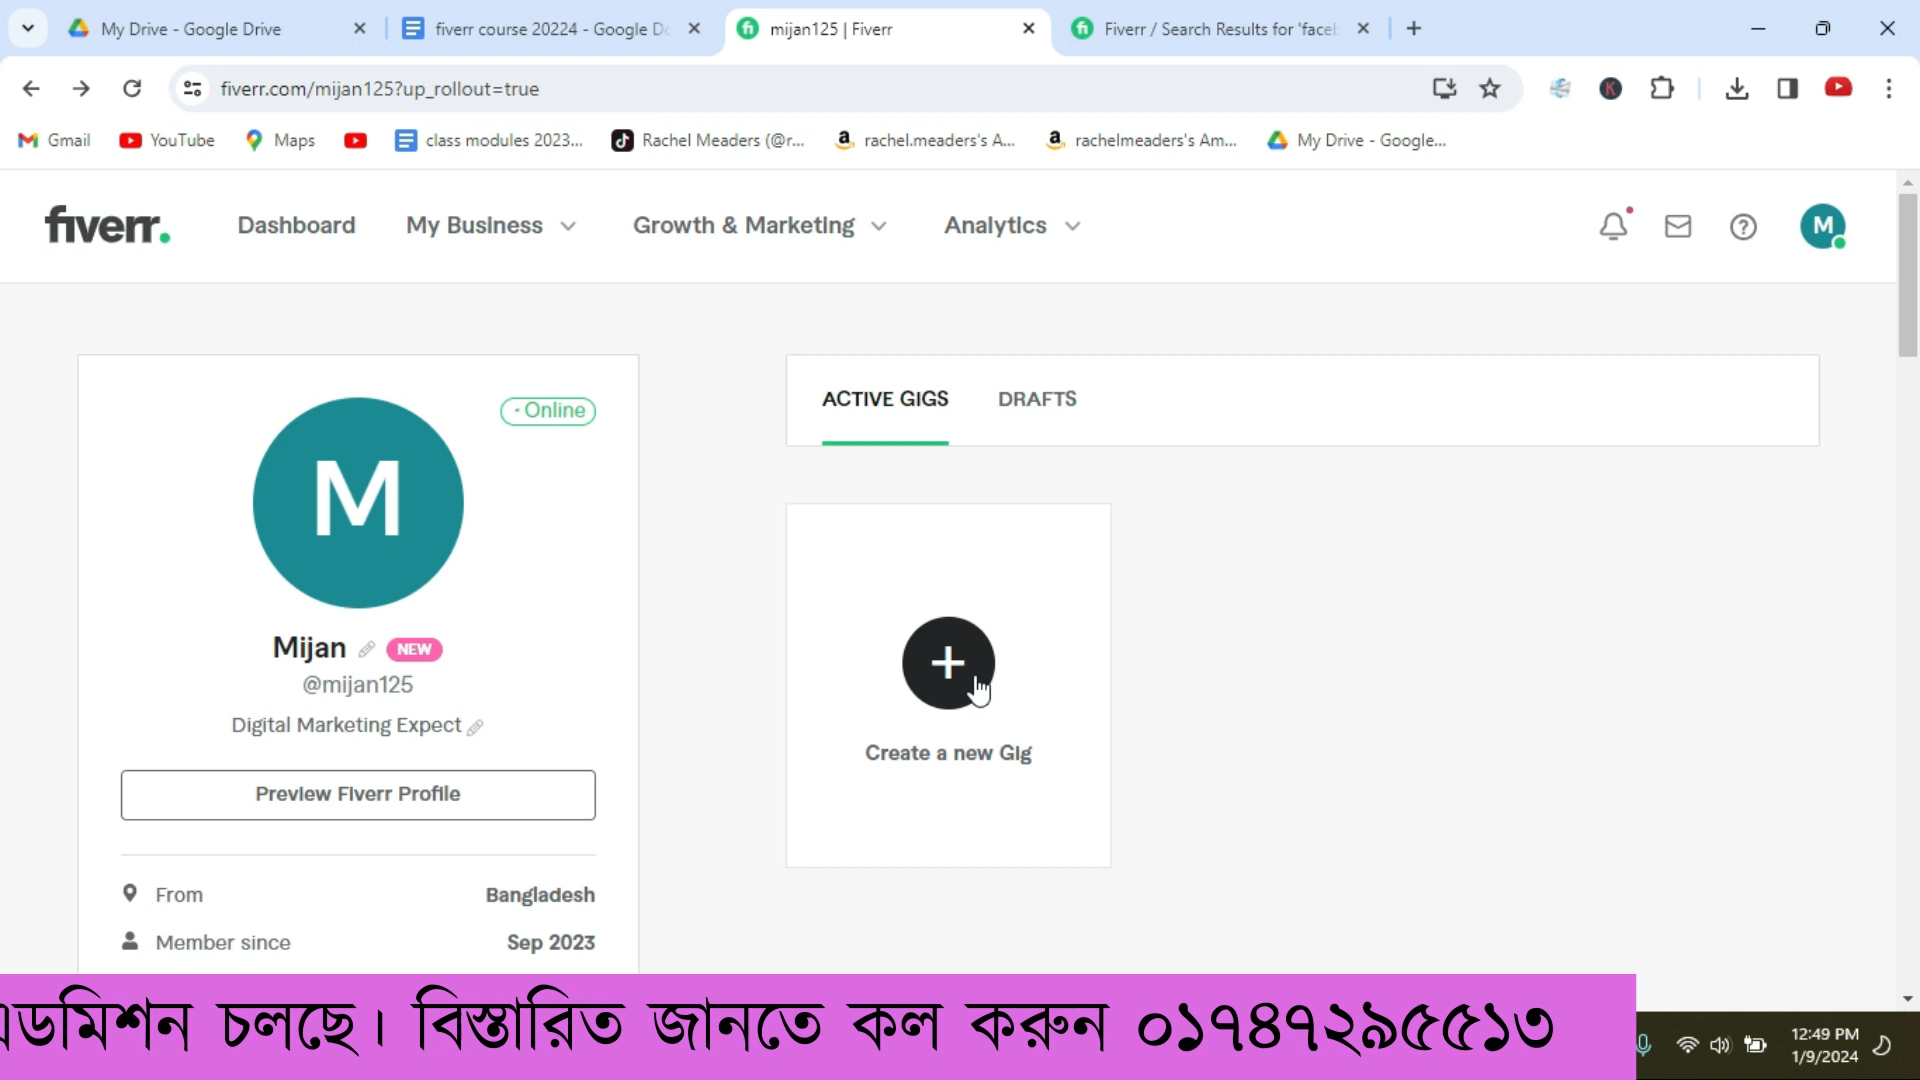 My Drive - Google Drive
fiverr course 20224 - Google Do
mijan125 | Fiverr
Fiverr / Search Results for 'faceb
fiverr.com/mijan125?up_rollout=true
K
Gmail
YouTube
Maps
class modules 2023...
Rachel Meaders (@r...
rachel.meaders's A...
rachelmeaders's Am...
My Drive - Google...
fiverr.
Dashboard
My Business
Growth & Marketing
Analytics
M
Online
M
ACTIVE GIGS
DRAFTS
Mijan
NEW
@mijan125
Digital Marketing Expect
Preview Fiverr Profile
Create a new Gig
From
Bangladesh
Member since
Sep 2023
এডমিশন চলছে। বিস্তারিত জানতে কল করুন ০১৭৪৭২৯৫৫১৩
12:49 PM
1/9/2024